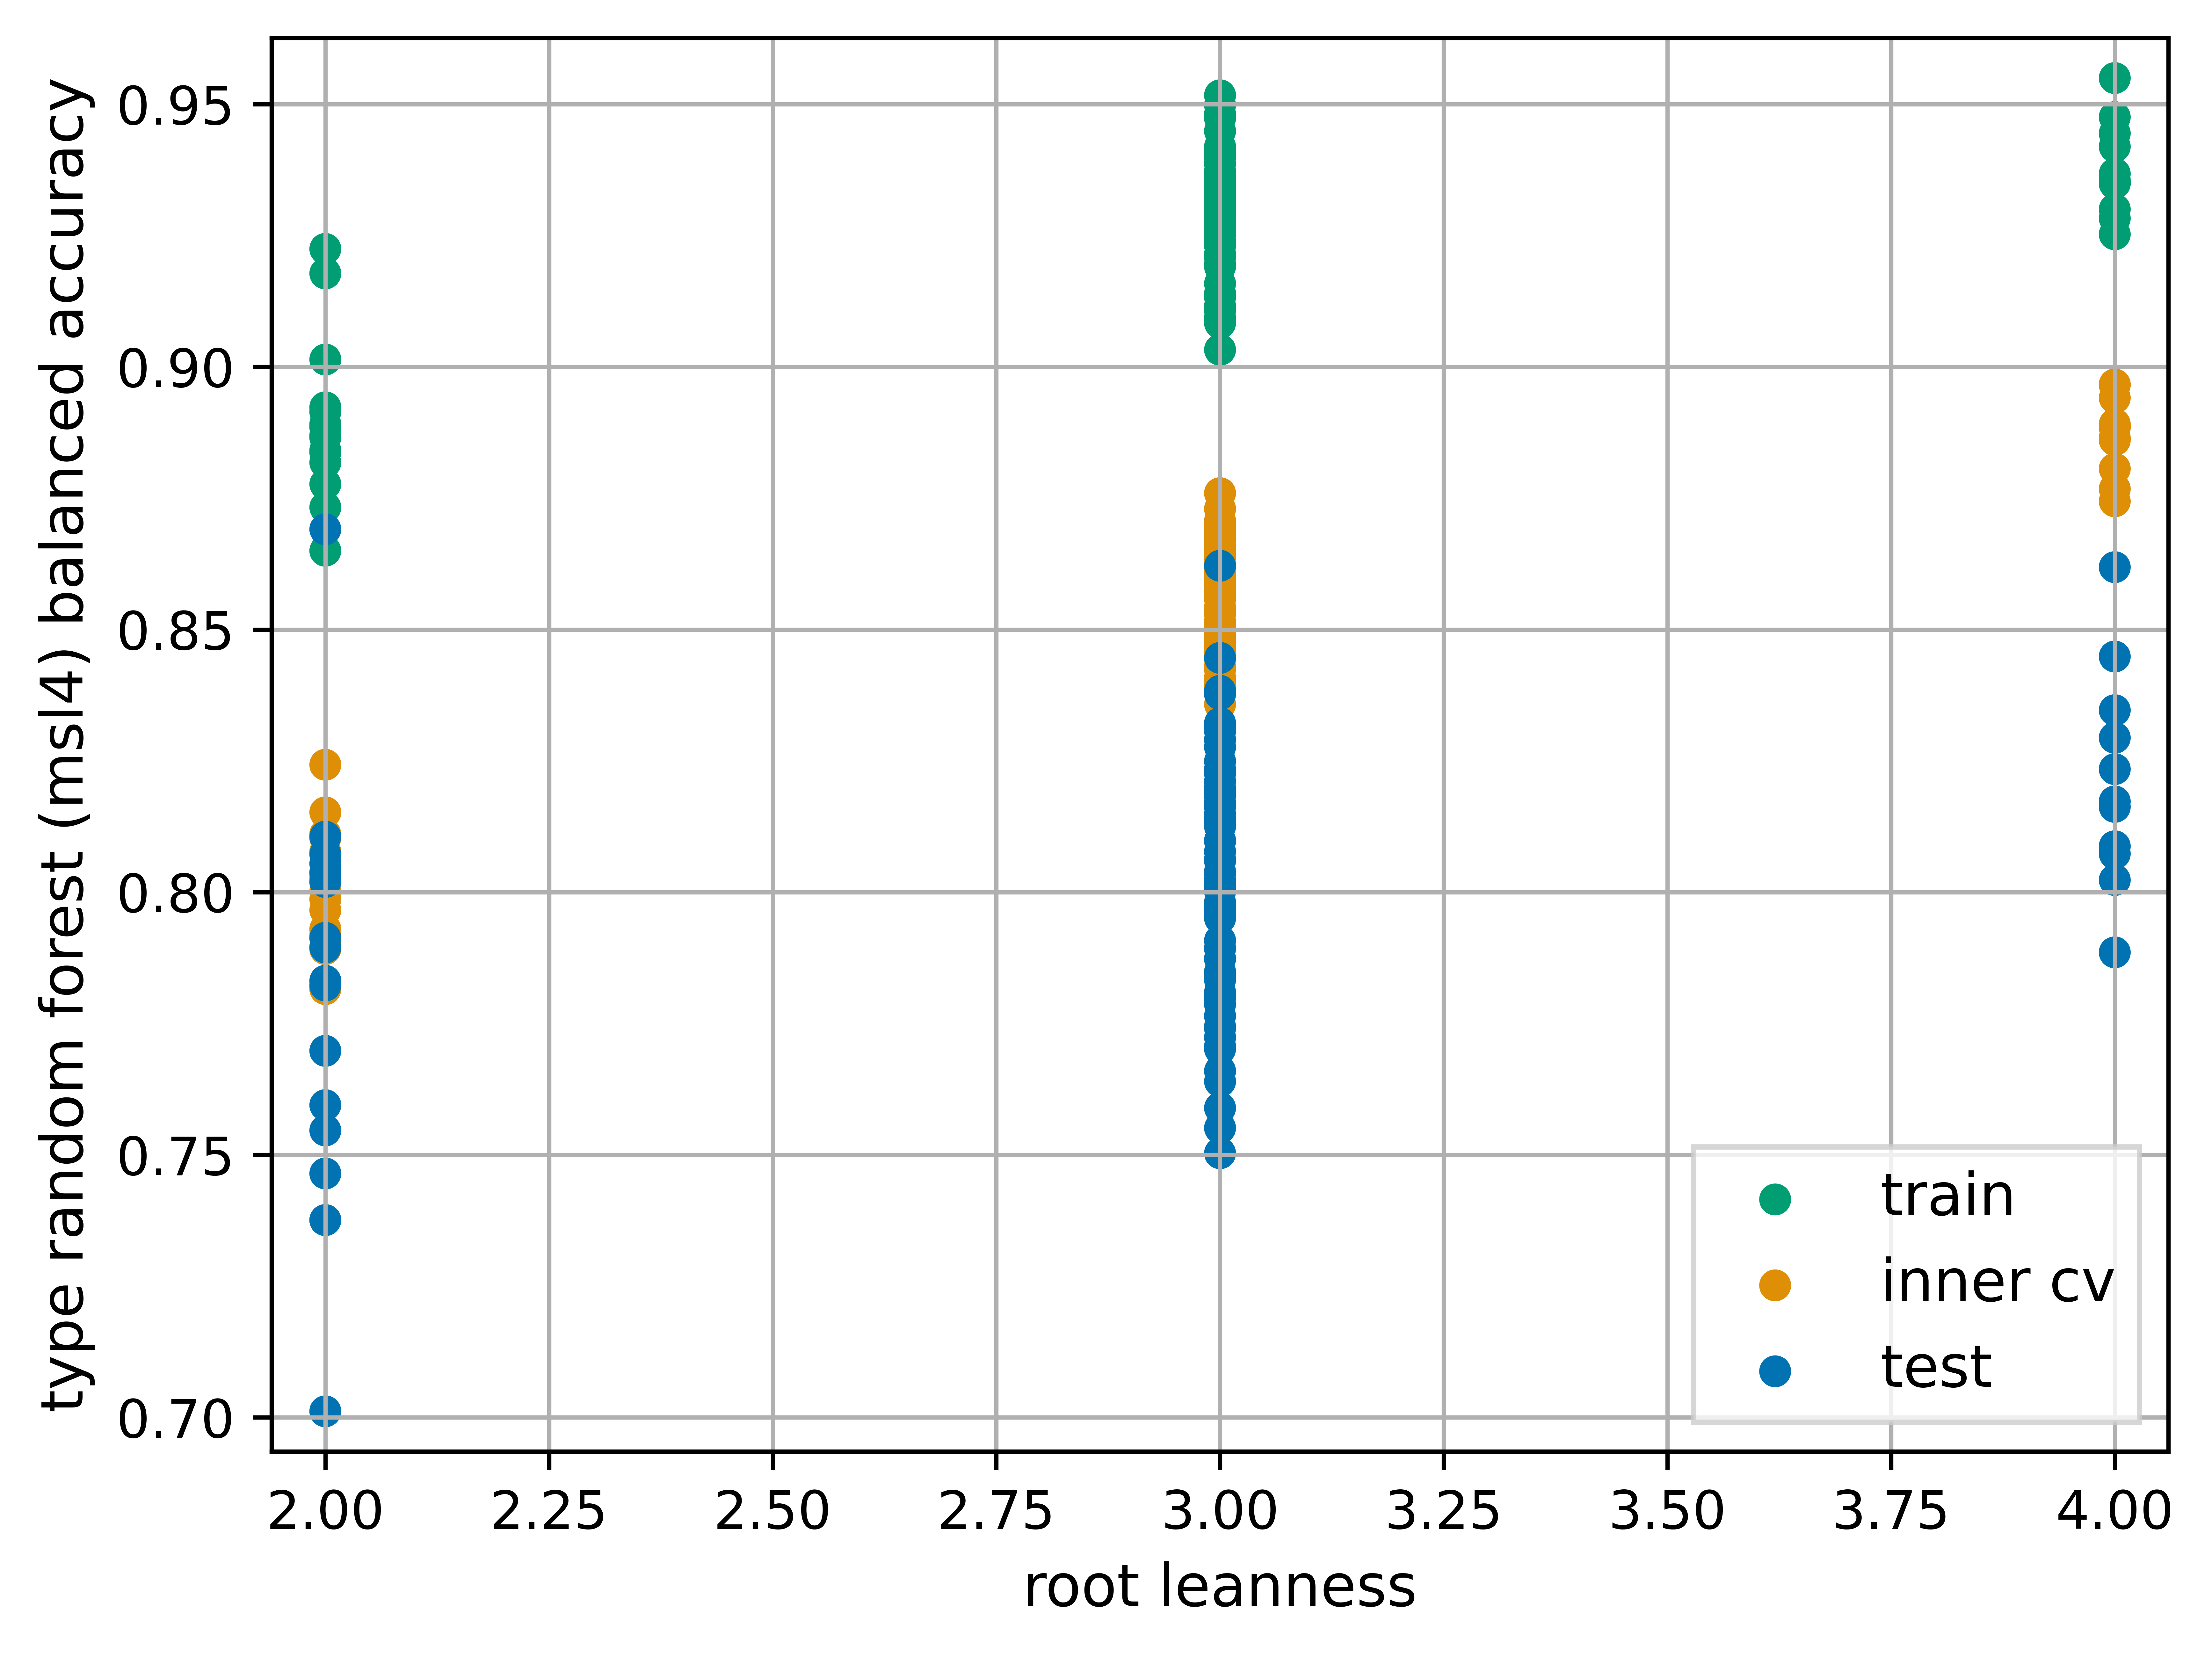 type random forest (msl4) balanced accuracy
0.95
0.90
0.85
0.80
0.75
0.70
train
inner cv
test
2.00 2.25 2.50 2.75 3.00 3.25 3.50 3.75 4.00
root leanness